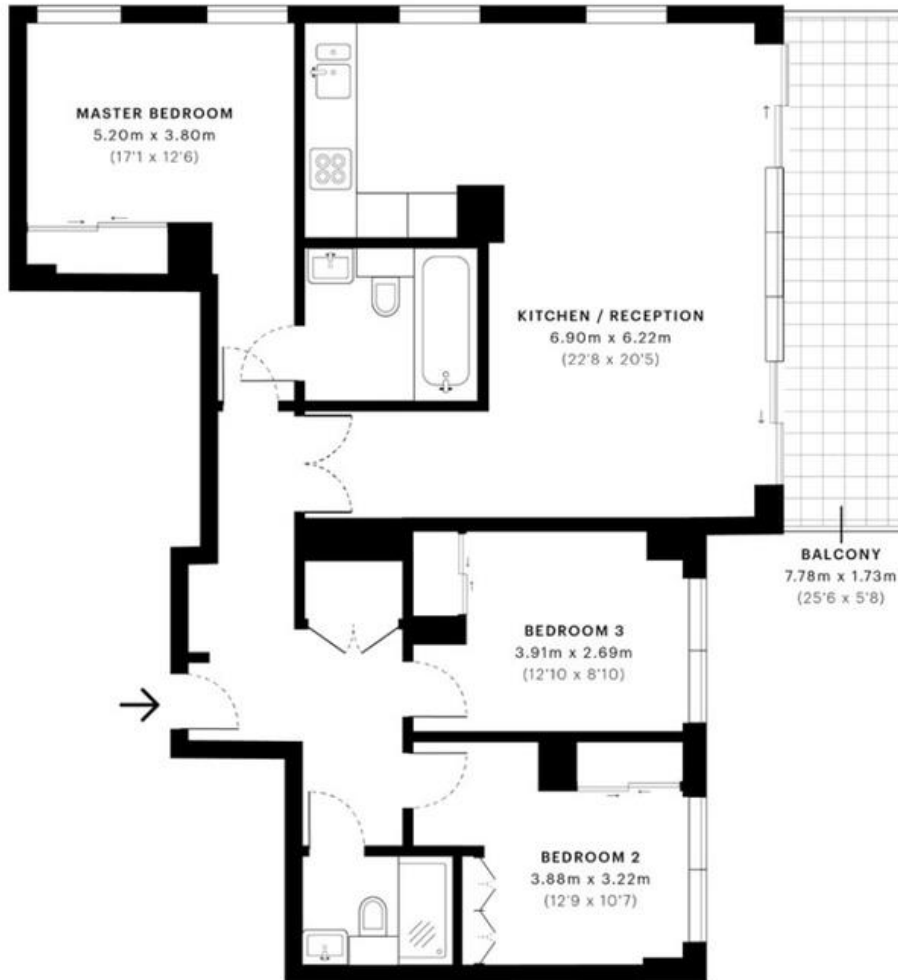 MASTER BEDROOM
5.20m x 3.80m
(17'1 x 12'6)
KITCHEN / RECEPTION
6.90m x 6.22m
(22'8 x 20'5)
BALCONY
7.78m x 1.73m
(25'6 x 5'8)
BEDROOM 3
3.91m x 2.69m
(12'10 x 8'10)
BEDROOM 2
3.88m x 3.22m
(12'9 x 10'7)